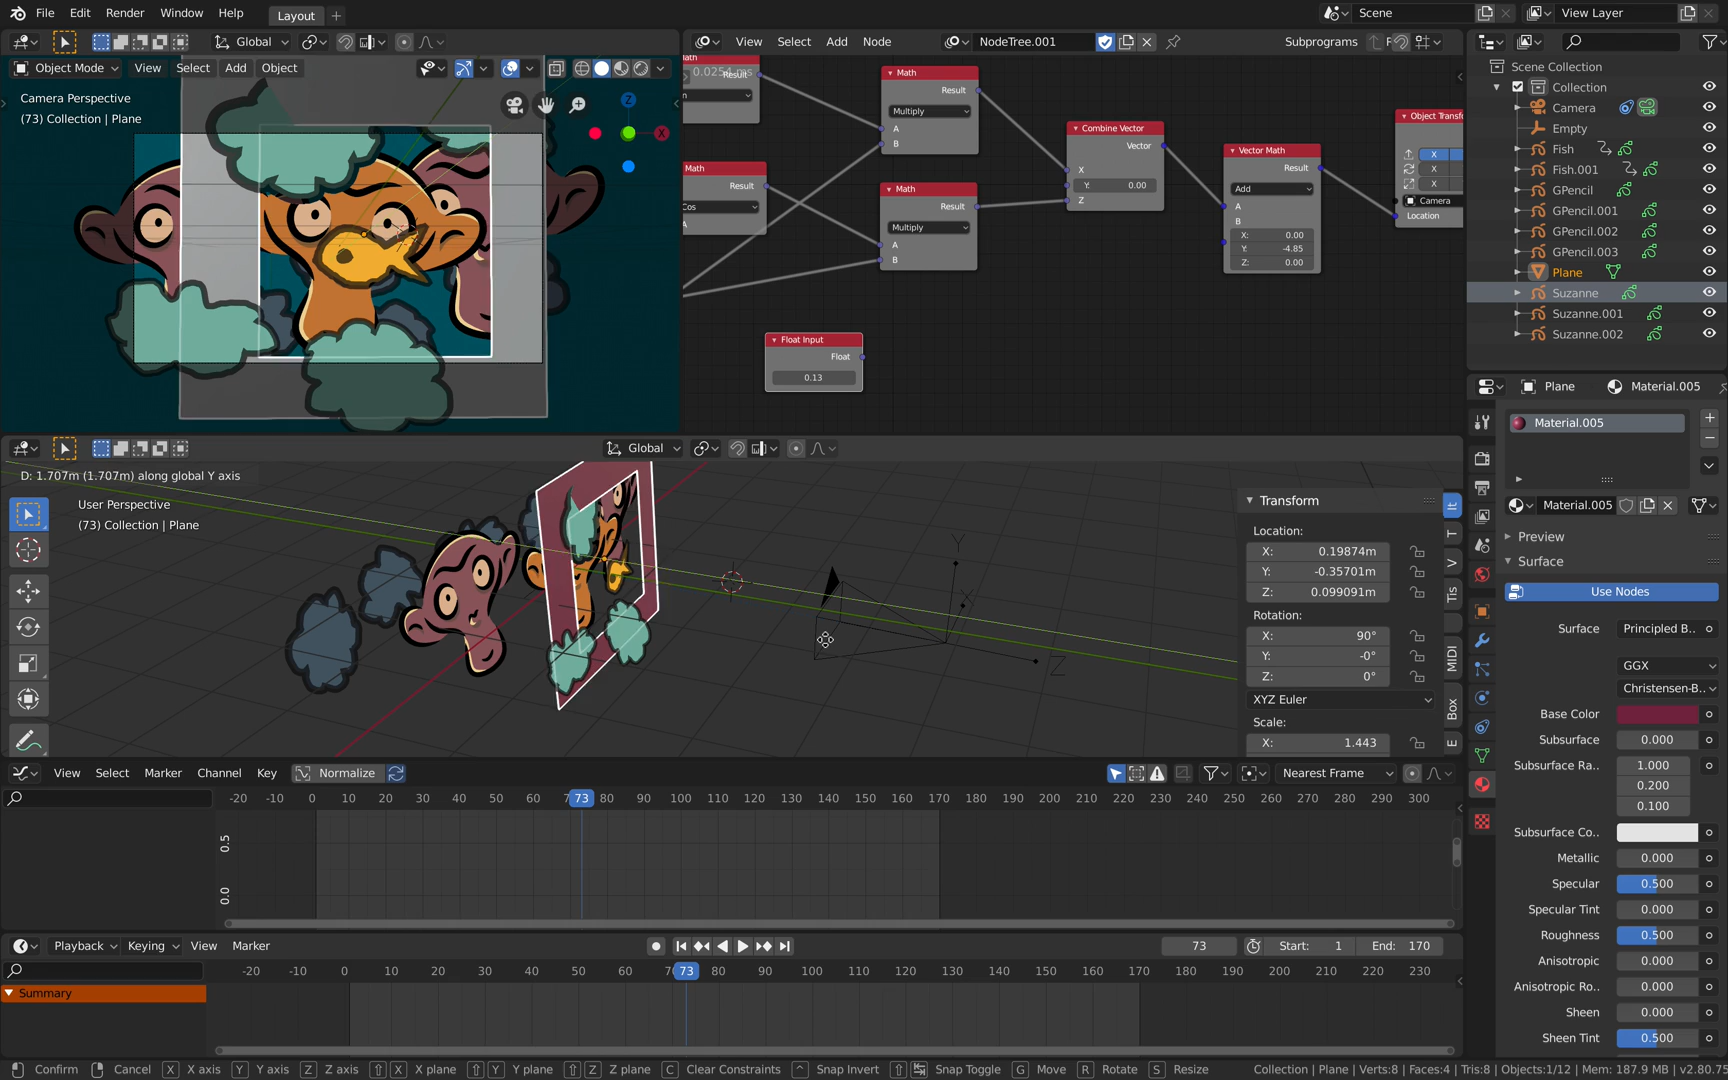 File Edit Render Window Help Layout + Scene View Layer
Global View Select Add Node NodeTree.001 Subprograms
Object Mode View Select Add Object
Camera Perspective
(73) Collection | Plane
Z
X
Result
Math
Result
Cos
A
Math
Result
Multiply
A
B
Math
Result
Multiply
A
B
Combine Vector
Vector
X
Y: 0.00
Z
Vector Math
Result
Add
A
B
X: 0.00
Y: -4.85
Z: 0.00
Object Transf
X
X
X
Camera
Location
Float Input
Float
0.13
Scene Collection
Collection
Camera
Empty
Fish
Fish.001
GPencil
GPencil.001
GPencil.002
GPencil.003
Plane
Suzanne
Suzanne.001
Suzanne.002
Global
D: 1.707m (1.707m) along global Y axis
User Perspective
(73) Collection | Plane
Y
X
Z
Transform
Location:
X: 0.19874m
Y: -0.35701m
Z: 0.099091m
Rotation:
X: 90°
Y: -0°
Z: 0°
XYZ Euler
Scale:
X: 1.443
T
V
Tis
MIDI
Box
E
Plane Material.005
Material.005
Material.005
Preview
Surface
Use Nodes
Surface Principled B..
GGX
Christensen-B..
Base Color
Subsurface 0.000
Subsurface Ra.. 1.000
0.200
0.100
Subsurface Co..
Metallic 0.000
Specular 0.500
Specular Tint 0.000
Roughness 0.500
Anisotropic 0.000
Anisotropic Ro.. 0.000
Sheen 0.000
Sheen Tint 0.500
View Select Marker Channel Key Normalize Nearest Frame
-20 -10 0 10 20 30 40 50 60 73 80 90 100 110 120 130 140 150 160 170 180 190 200 210 220 230 240 250 260 270 280 290 300
0.5
0.0
Playback Keying View Marker 73 Start: 1 End: 170
-20 -10 0 10 20 30 40 50 60 73 80 90 100 110 120 130 140 150 160 170 180 190 200 210 220 230
Summary
Confirm Cancel X X axis Y Y axis Z Z axis X X plane Y Y plane Z Z plane C Clear Constraints Snap Invert Snap Toggle G Move R Rotate S Resize Collection | Plane | Verts:8 | Faces:4 | Tris:8 | Objects:1/12 | Mem: 187.9 MB | v2.80.75